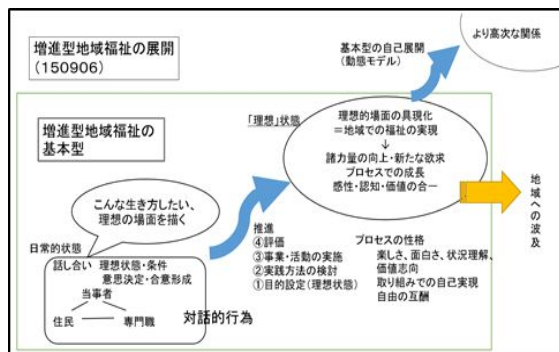 増進型地域福祉の展開
(150906)
基本型の自己展開
(動態モデル)
より高次な関係
増進型地域福祉の
基本型
「理想」状態
理想的場面の具現化
=地域での福祉の実現
↓
諸力量の向上・新たな欲求
プロセスでの成長
感性・認知・価値の合一
地域への波及
こんな生き方したい、
理想の場面を描く
日常的状態
話し合い 理想状態・条件
意思決定・合意形成
当事者
住民 専門職
対話的行為
推進
④評価
③事業・活動の実施
②実践方法の検討
①目的設定(理想状態)
プロセスの性格
楽しさ、面白さ、状況理解、
価値志向
取り組みでの自己実現
自由の互酬